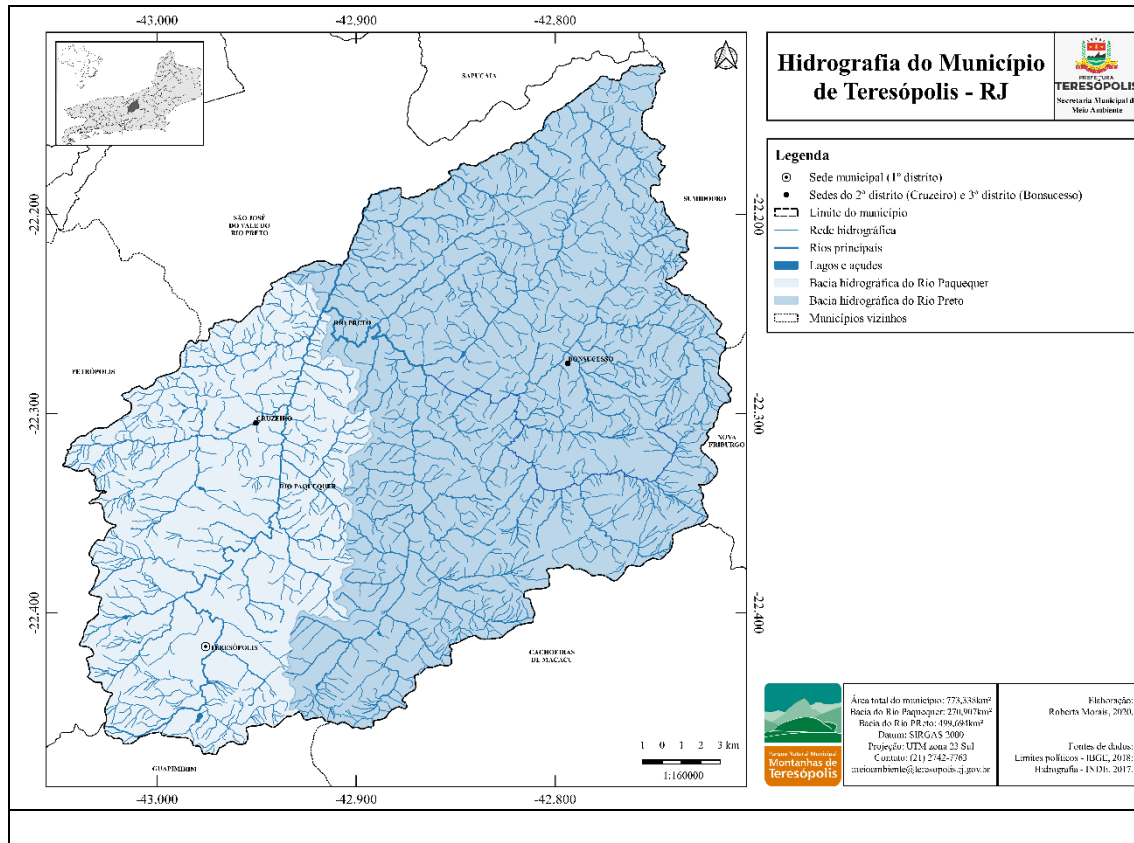 -43.000
-42.900
-42.800
SAPUCAIA
-22.200
SÃO JOSÉ
DO VALE DO
RIO PRETO
SUMIDOURO
-22.200
RIO PRETO
BONSUCESSO
PETRÓPOLIS
-22.300
CRUZEIRO
-22.300
NOVA
FRIBURGO
RIO PAQUEQUER
-22.400
-22.400
TERESÓPOLIS
CACHOEIRAS
DE MACACU
GUAPIMIRIM
1 0 1 2 3 km
1:160000
-43.000
-42.900
-42.800
Hidrografia do Município
de Teresópolis - RJ
PREFEITURA
TERESÓPOLIS
Secretaria Municipal de
Meio Ambiente
Legenda
Sede municipal (1º distrito)
Sedes do 2º distrito (Cruzeiro) e 3º distrito (Bonsucesso)
Limite do município
Rede hidrográfica
Rios principais
Lagos e açudes
Bacia hidrográfica do Rio Paquequer
Bacia hidrográfica do Rio Preto
Municípios vizinhos
Parque Natural Municipal
Montanhas de
Teresópolis
Área total do município: 773,338km²
Bacia do Rio Paquequer: 270,907km²
Bacia do Rio PReto: 499,694km²
Datum: SIRGAS 2000
Projeção: UTM zona 23 Sul
Contato: (21) 2742-7763
meioambiente@teresopolis.rj.gov.br
Elaboração:
Roberta Morais, 2020.
Fontes de dados:
Limites políticos - IBGE, 2018;
Hidrografia - INDE, 2017.